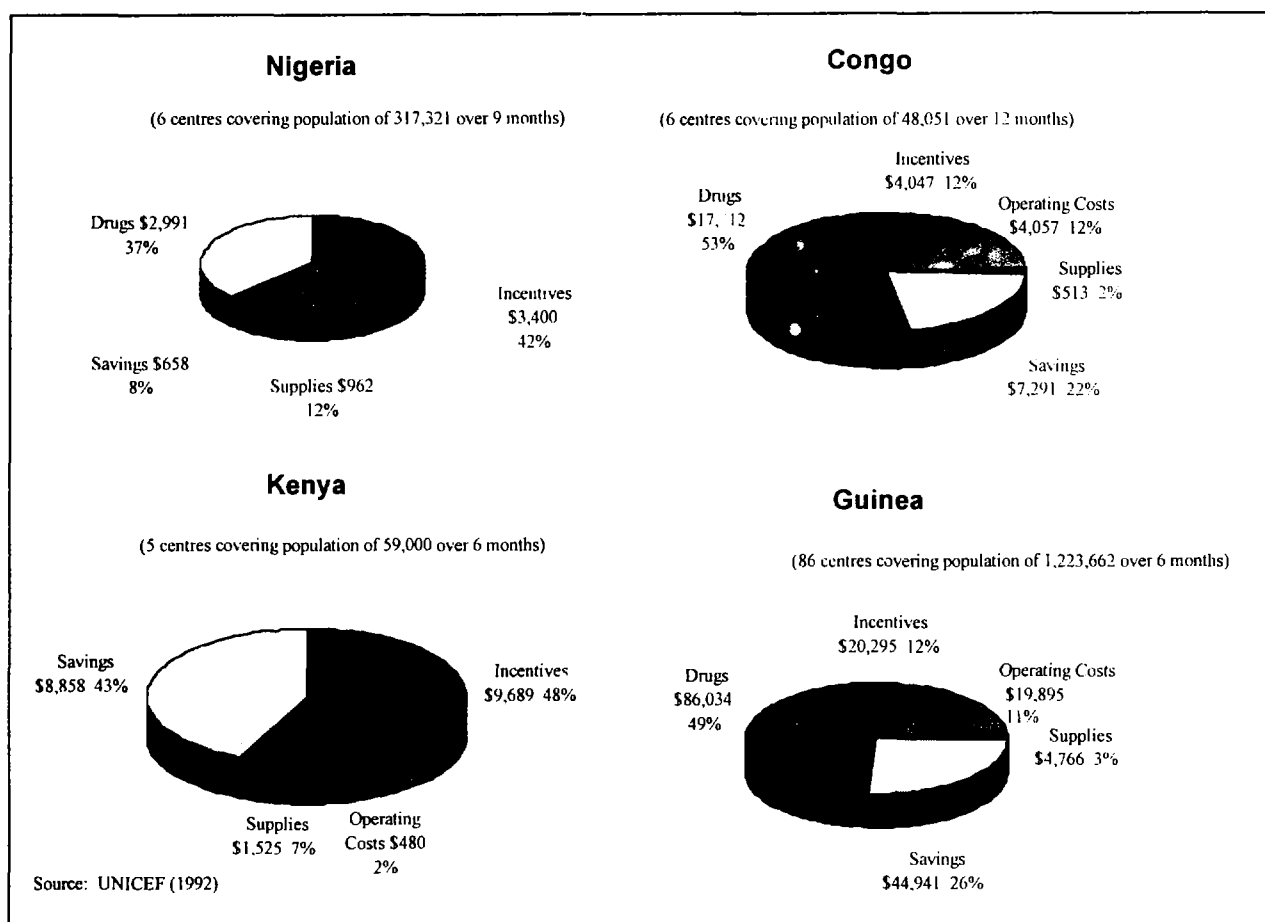 Nigeria
(6 centres covering population of 317,321 over 9 months)
Drugs $2,991
37%
Incentives
$3,400
42%
Savings $658
8%
Supplies $962
12%
Congo
(6 centres covering population of 48,051 over 12 months)
Incentives
$4,047 12%
Drugs
53%
Operating Costs
$4,057 12%
Supplies
$513 2%
Savings
$7,291 22%
Kenya
(5 centres covering population of 59,000 over 6 months)
Savings
$8,858 43%
Incentives
$9,689 48%
Supplies
$1,525 7%
Operating
Costs $480
2%
Guinea
(86 centres covering population of 1,223,662 over 6 months)
Incentives
$20,295 12%
Drugs
$86,034
49%
Operating Costs
$19,895
11%
Supplies
$4,766 3%
Savings
$44,941 26%
Source: UNICEF (1992)